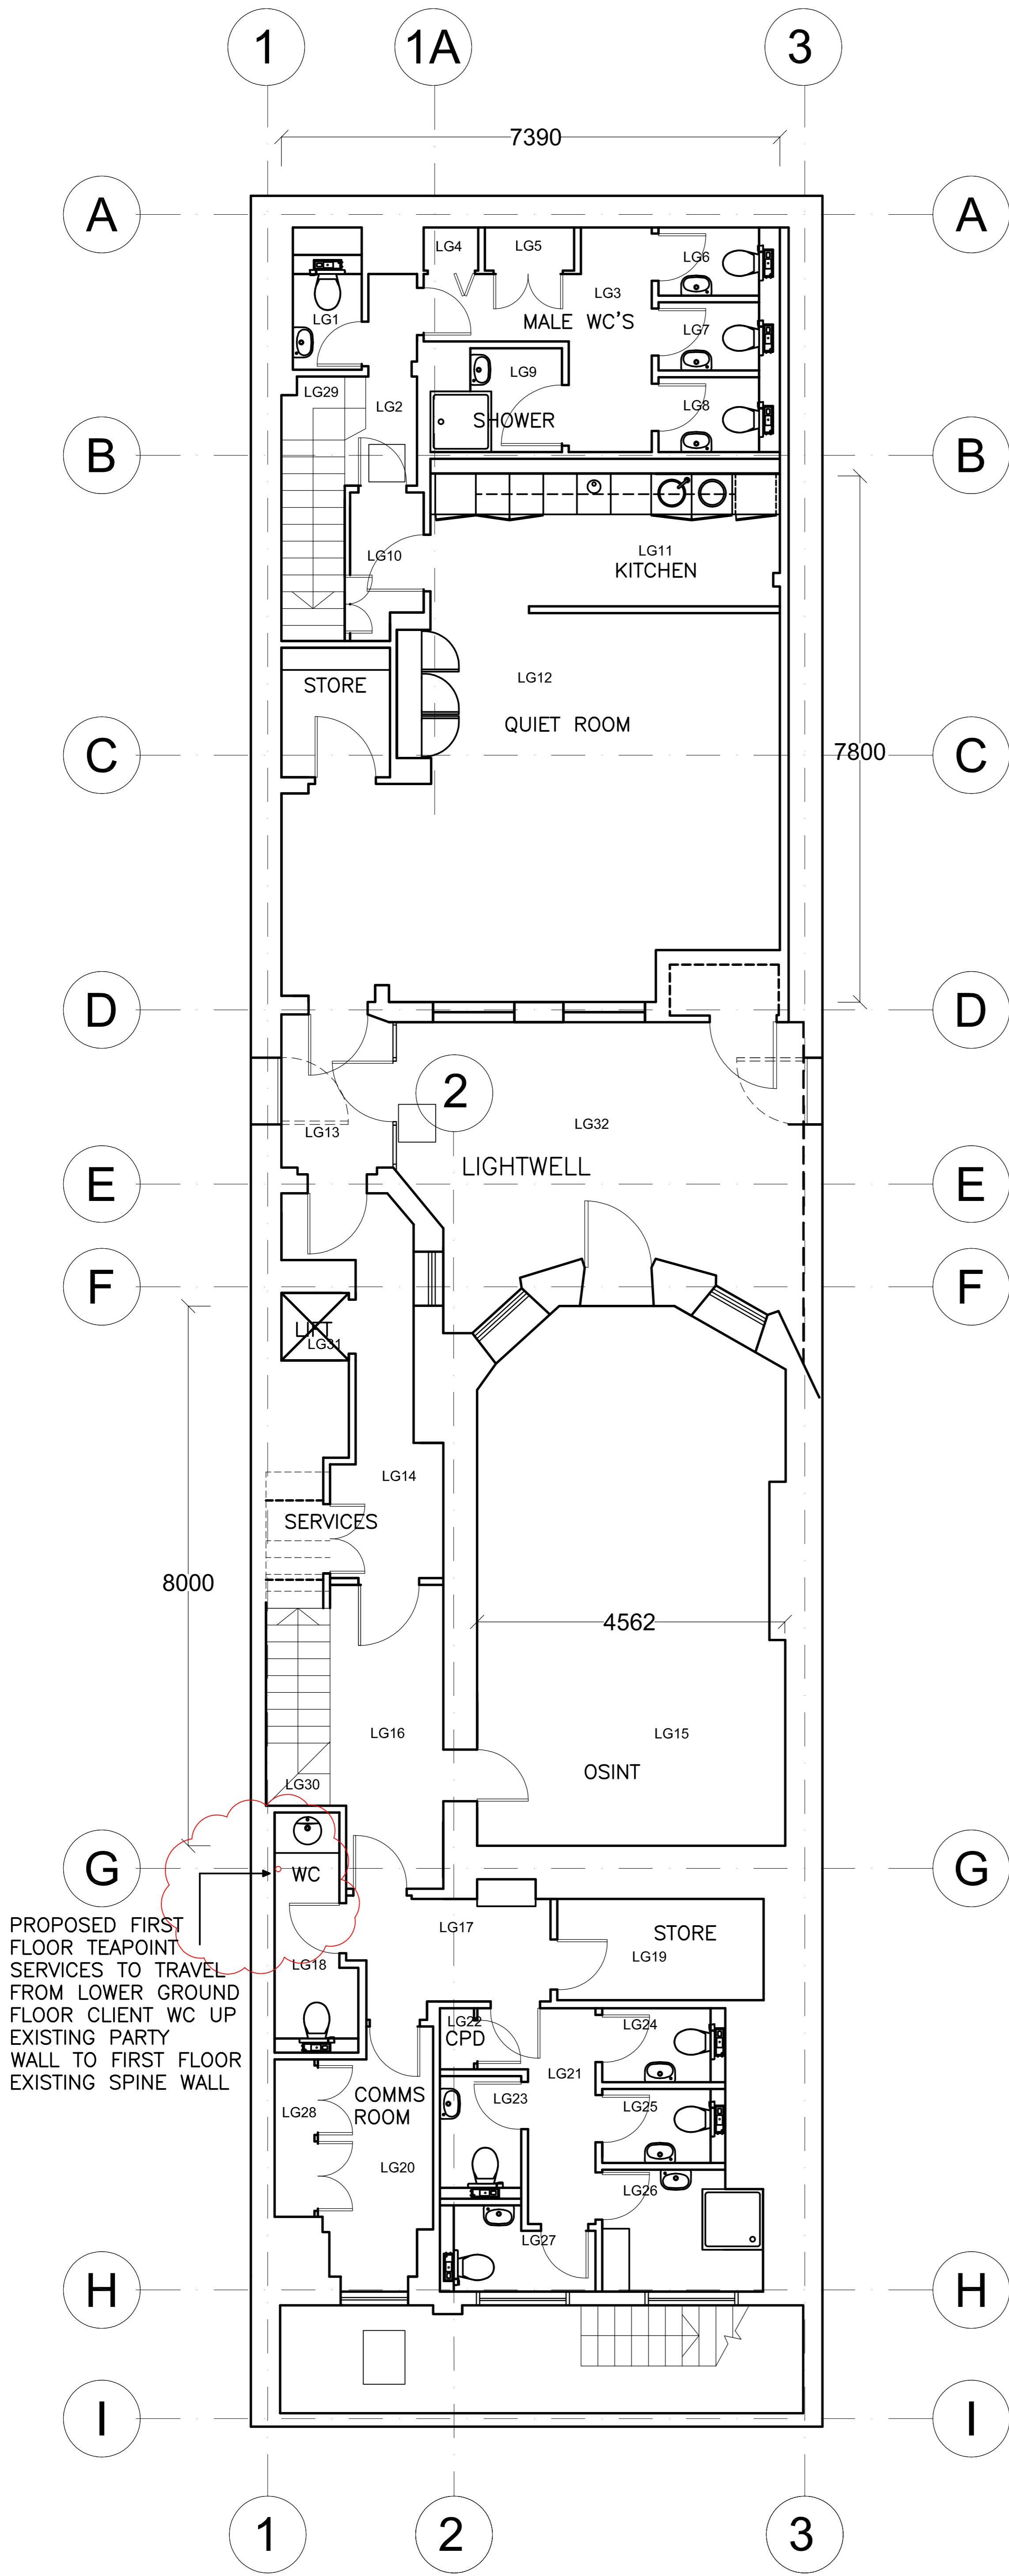 1
1A
3
7390
A
A
LG4
LG5
LG6
LG3
LG1
MALE WC'S
LG7
LG9
LG29
LG2
LG8
SHOWER
B
B
LG10
LG11
KITCHEN
LG12
STORE
QUIET ROOM
C
7800
C
D
D
2
LG13
LG32
LIGHTWELL
E
E
F
F
LIFT
LG31
LG14
SERVICES
8000
4562
LG16
LG15
OSINT
LG30
G
WC
G
PROPOSED FIRST
FLOOR TEAPOINT
SERVICES TO TRAVEL
FROM LOWER GROUND
FLOOR CLIENT WC UP
EXISTING PARTY
WALL TO FIRST FLOOR
EXISTING SPINE WALL
LG17
STORE
LG19
LG18
LG22
CPD
LG24
LG21
COMMS
ROOM
LG28
LG23
LG25
LG20
LG26
LG27
H
H
I
I
1
2
3